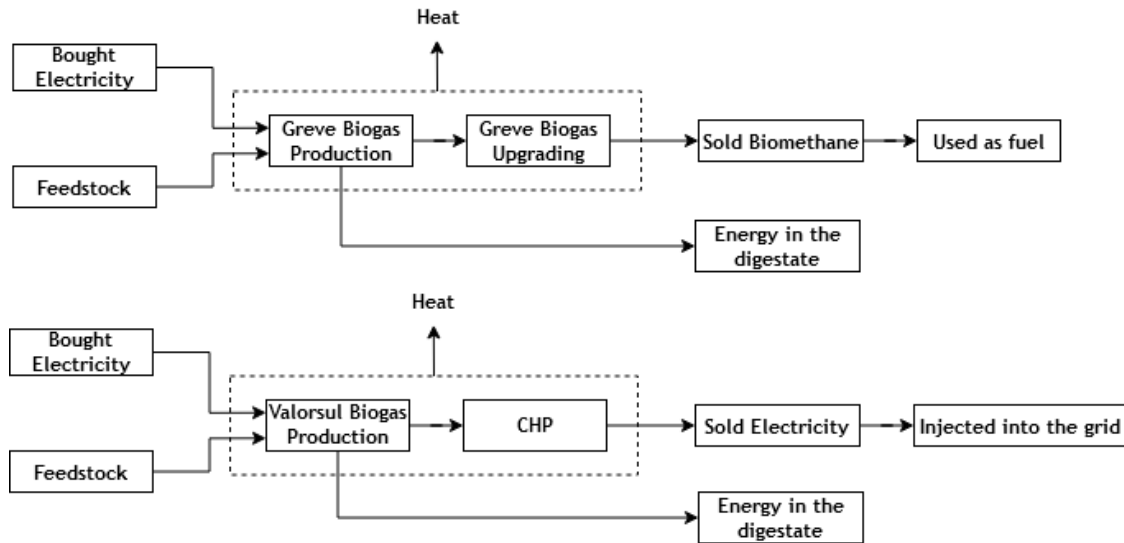 Heat
Bought
Electricity
Greve Biogas
Production
Greve Biogas
Upgrading
Sold Biomethane
Used as fuel
Feedstock
Energy in the
digestate
Heat
Bought
Electricity
Valorsul Biogas
Production
CHP
Sold Electricity
Injected into the grid
Feedstock
Energy in the
digestate